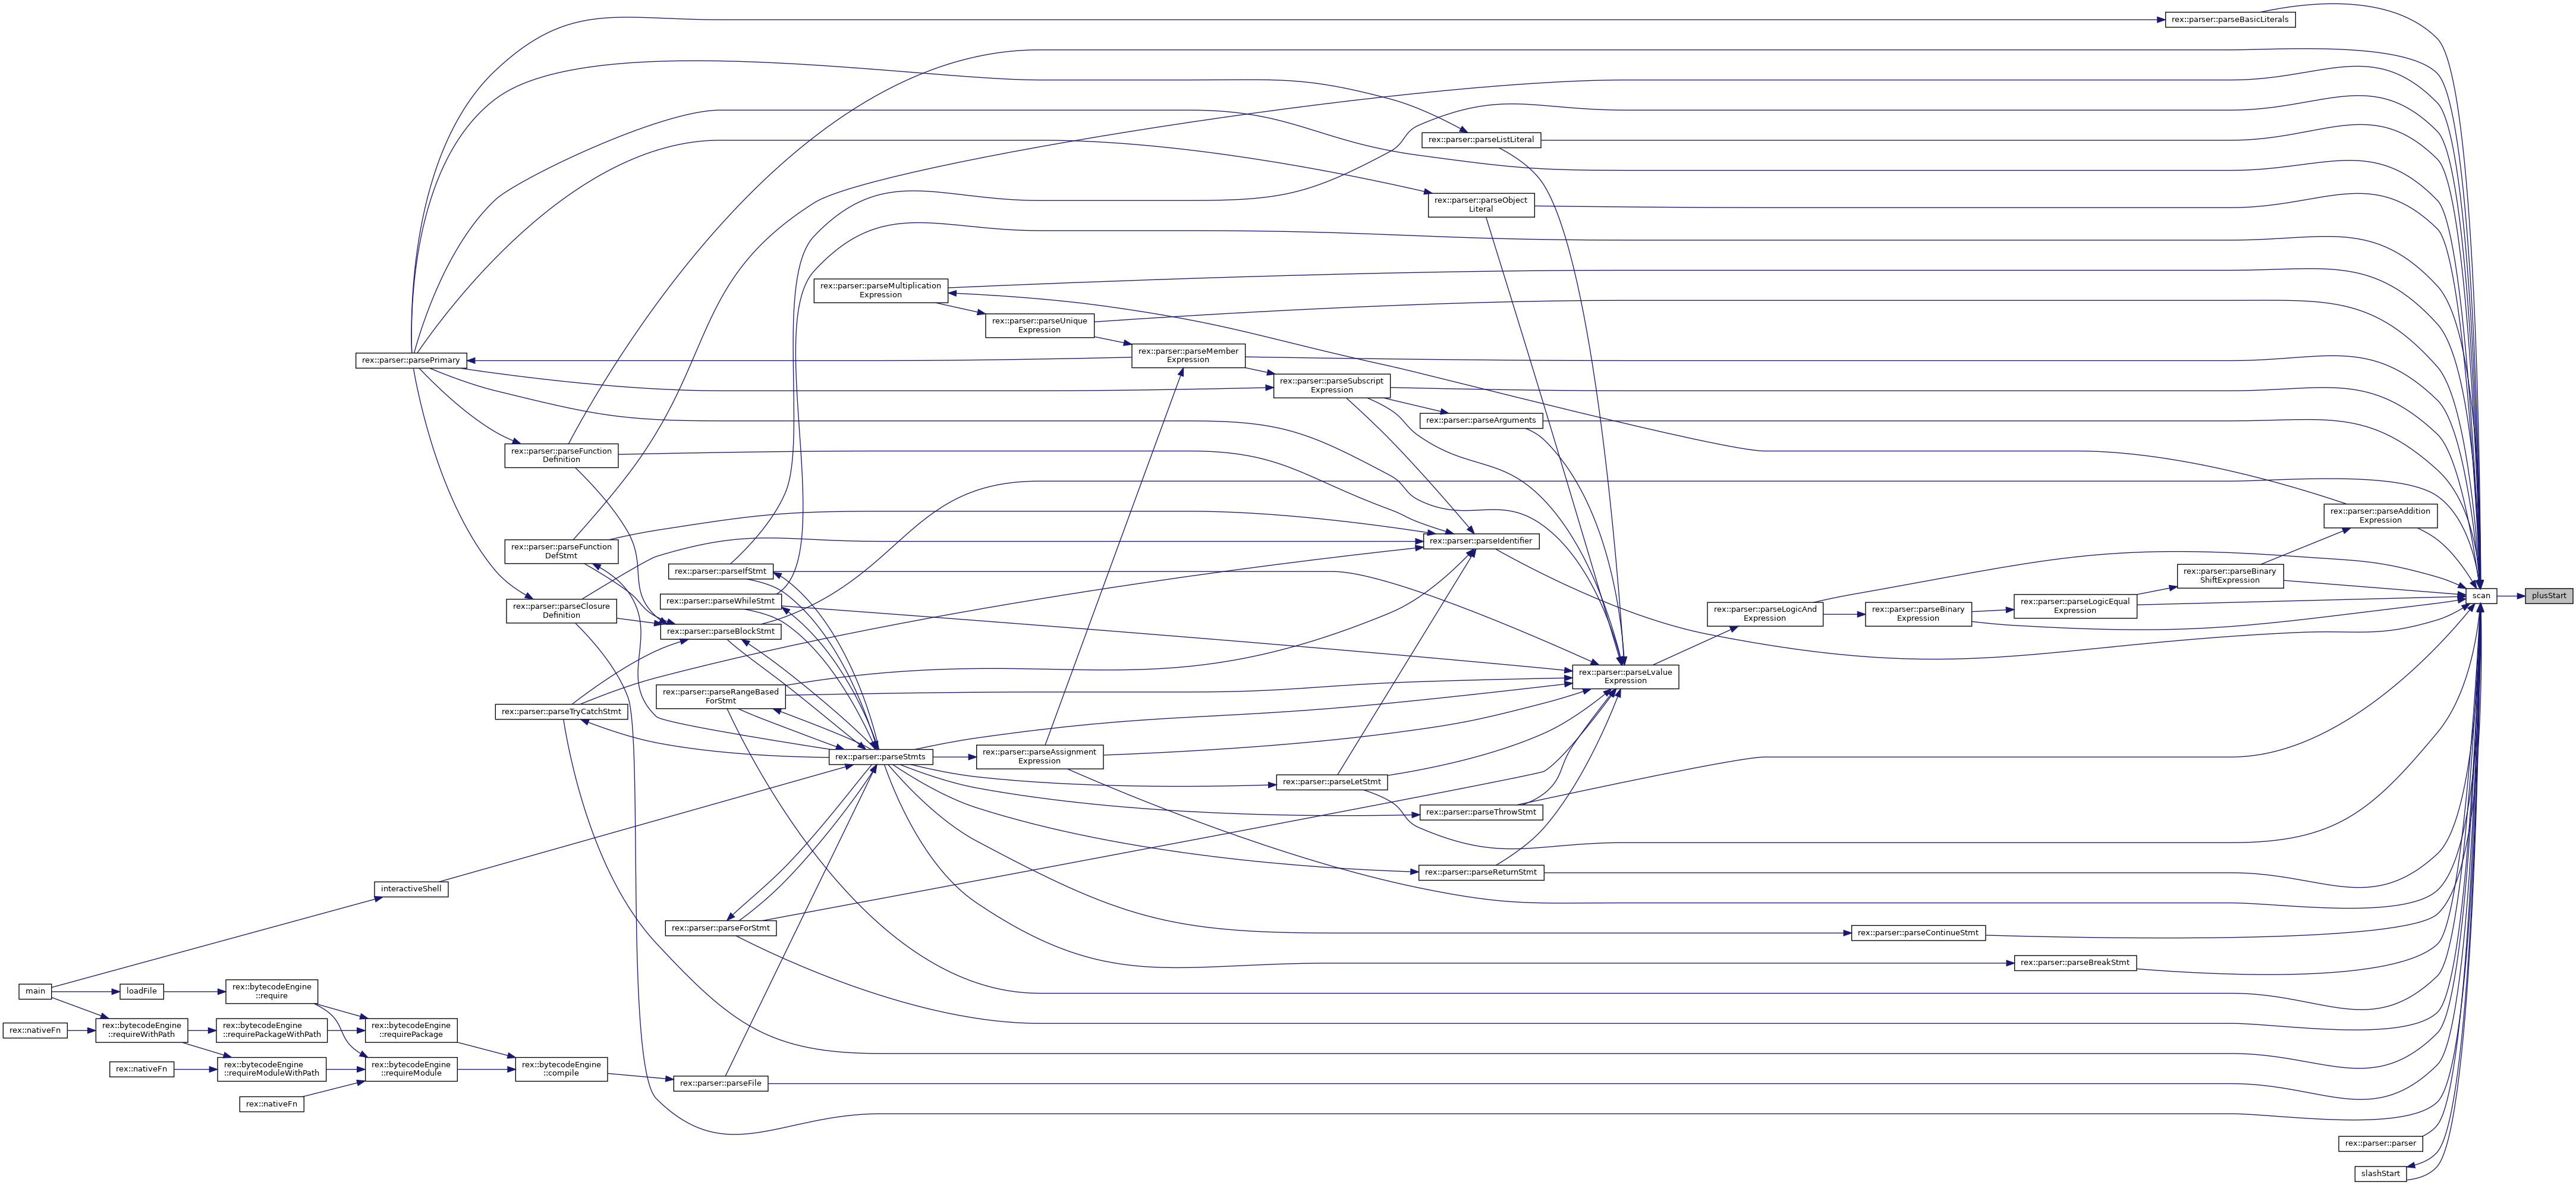 rex::parser::parseBasicLiterals
rex::parser::parseListLiteral
rex::parser::parseObject
Literal
rex::parser::parseMultiplication
Expression
rex::parser::parseUnique
Expression
rex::parser::parseMember
Expression
rex::parser::parsePrimary
rex::parser::parseSubscript
Expression
rex::parser::parseArguments
rex::parser::parseFunction
Definition
rex::parser::parseAddition
Expression
rex::parser::parseIdentifier
rex::parser::parseFunction
DefStmt
rex::parser::parseIfStmt
rex::parser::parseBinary
ShiftExpression
scan
plusStart
rex::parser::parseWhileStmt
rex::parser::parseLogicEqual
Expression
rex::parser::parseClosure
Definition
rex::parser::parseLogicAnd
Expression
rex::parser::parseBinary
Expression
rex::parser::parseBlockStmt
rex::parser::parseLvalue
Expression
rex::parser::parseRangeBased
ForStmt
rex::parser::parseTryCatchStmt
rex::parser::parseStmts
rex::parser::parseAssignment
Expression
rex::parser::parseLetStmt
rex::parser::parseThrowStmt
rex::parser::parseReturnStmt
interactiveShell
rex::parser::parseForStmt
rex::parser::parseContinueStmt
rex::parser::parseBreakStmt
main
loadFile
rex::bytecodeEngine
::require
rex::nativeFn
rex::bytecodeEngine
::requireWithPath
rex::bytecodeEngine
::requirePackageWithPath
rex::bytecodeEngine
::requirePackage
rex::nativeFn
rex::bytecodeEngine
::requireModuleWithPath
rex::bytecodeEngine
::requireModule
rex::bytecodeEngine
::compile
rex::parser::parseFile
rex::nativeFn
rex::parser::parser
slashStart